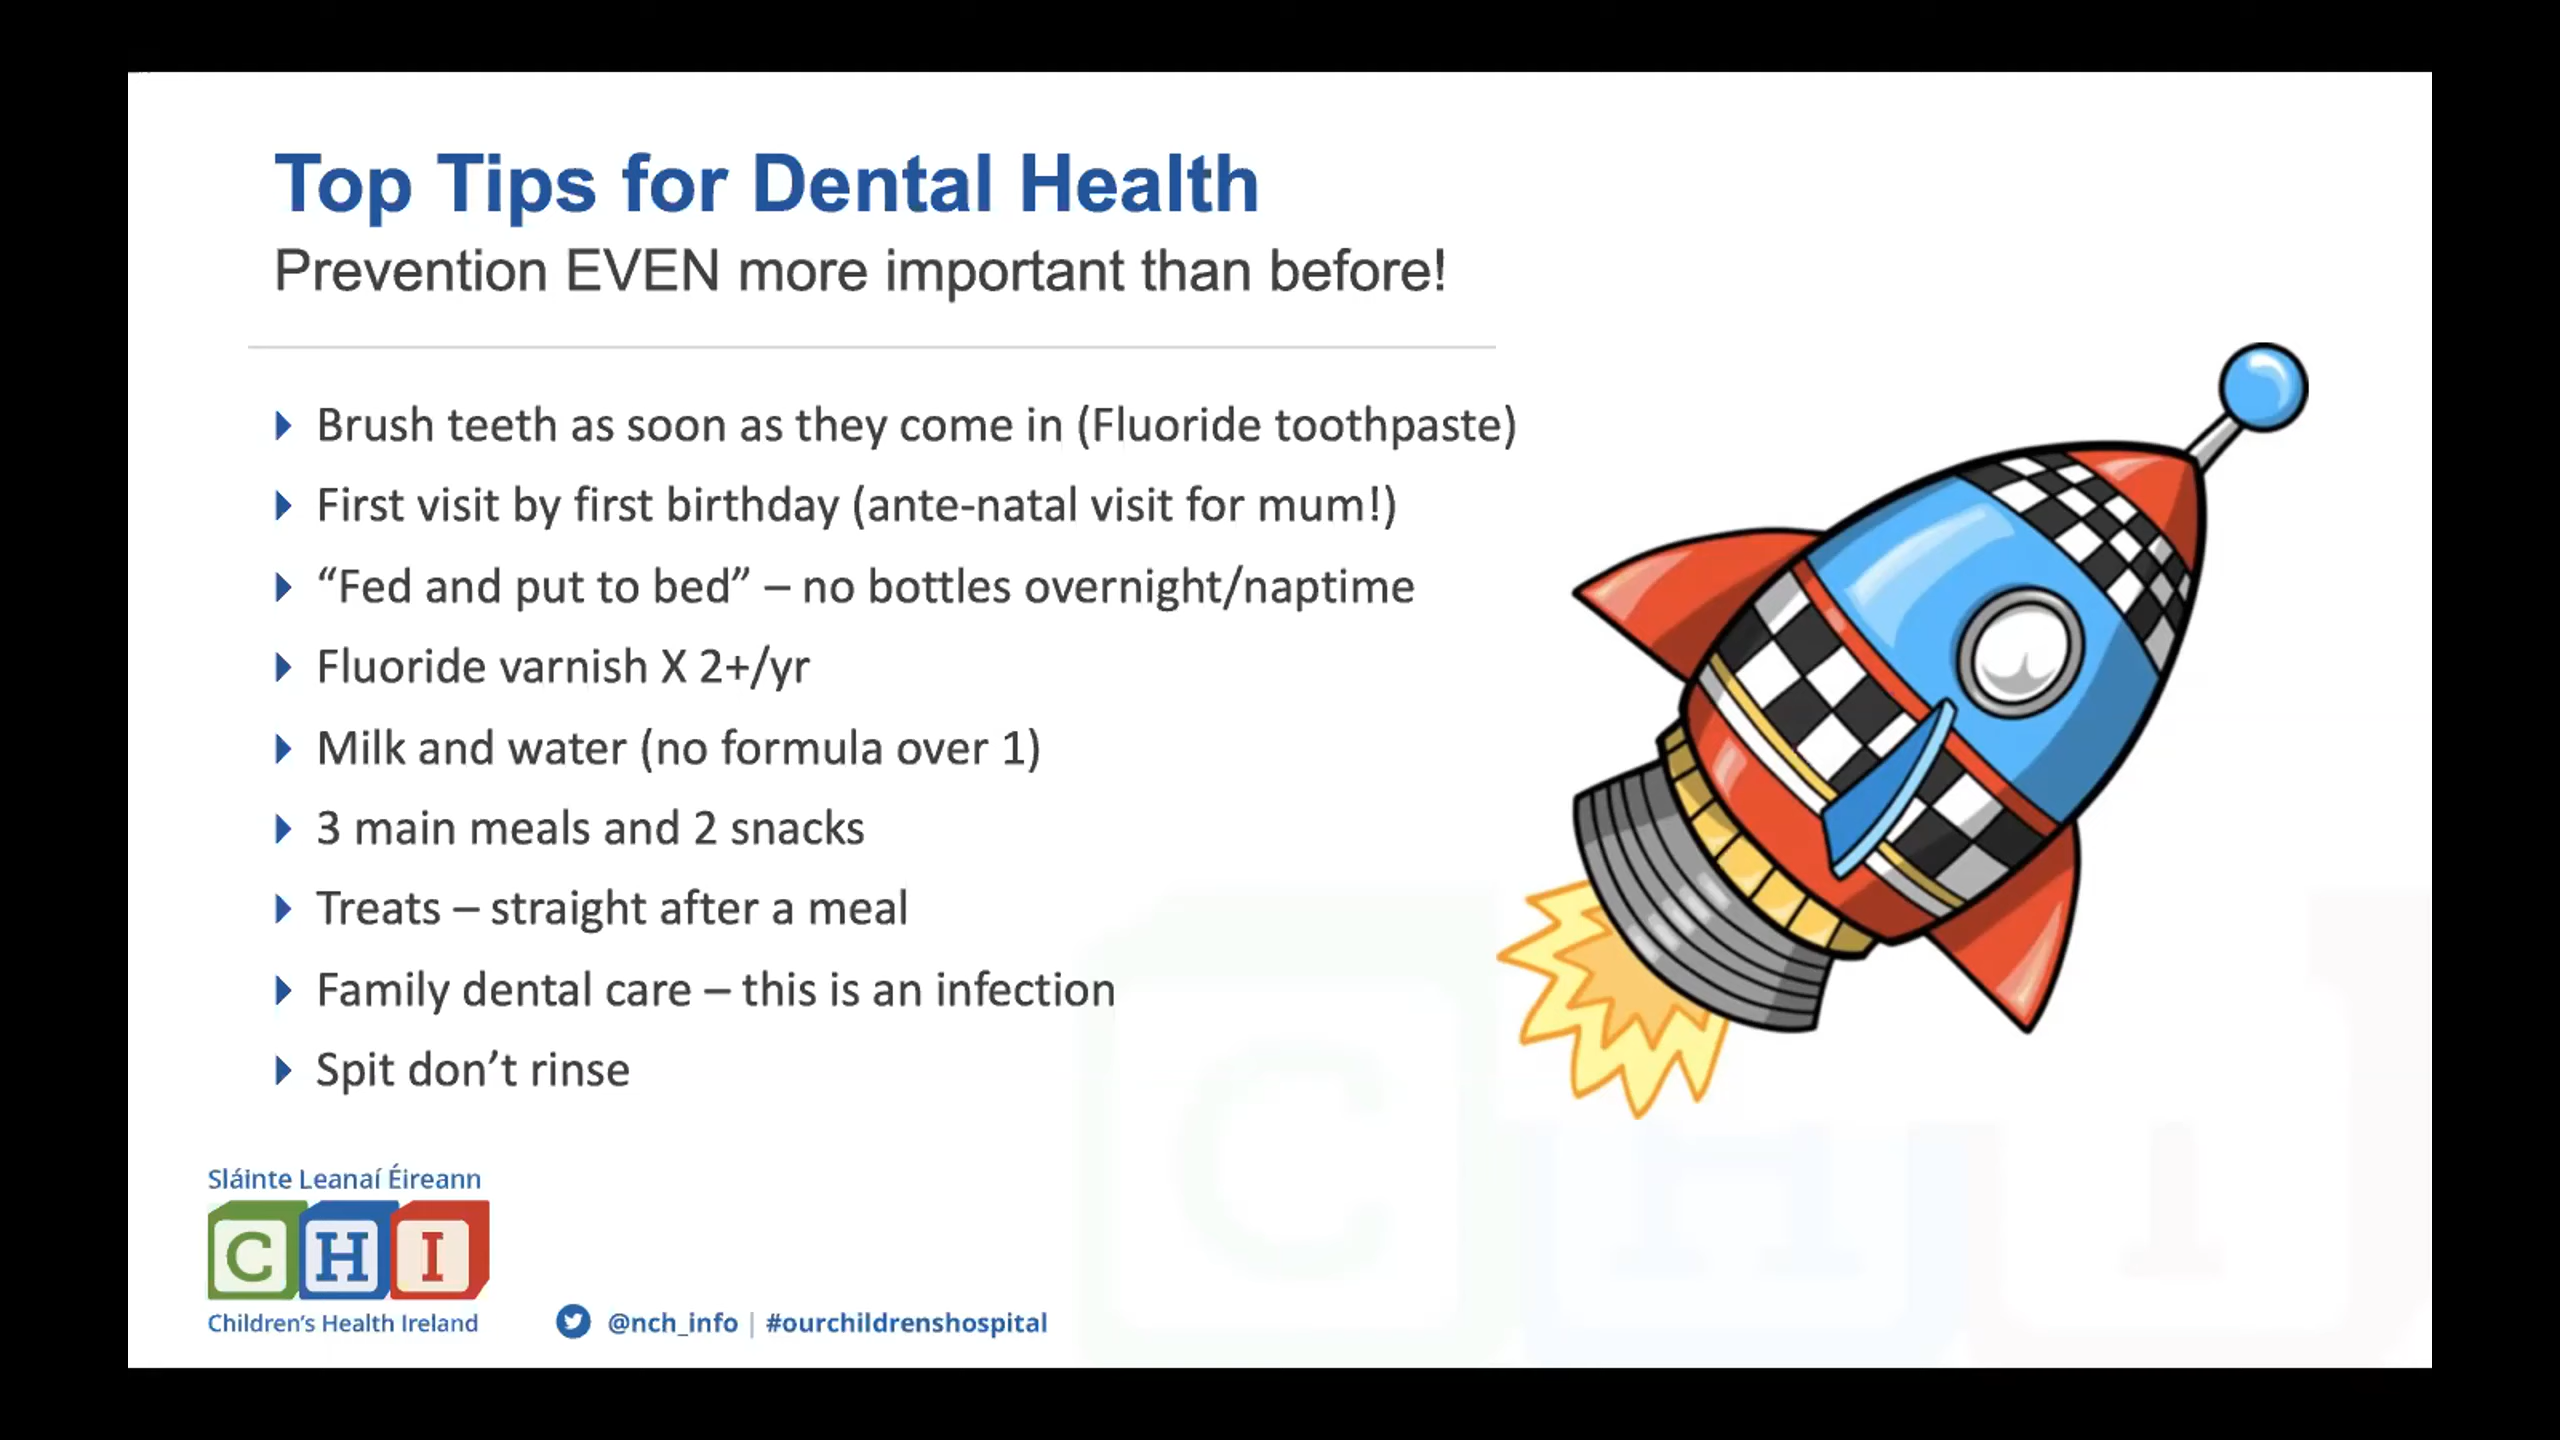 Top Tips for Dental Health
Prevention EVEN more important than before!
Brush teeth as soon as they come in (Fluoride toothpaste)
First visit by first birthday (ante-natal visit for mum!)
“Fed and put to bed” – no bottles overnight/naptime
Fluoride varnish X 2+/yr
Milk and water (no formula over 1)
3 main meals and 2 snacks
Treats – straight after a meal
Family dental care – this is an infection
Spit don’t rinse
Sláinte Leanaí Éireann
CHI
Children’s Health Ireland
@nch_info | #ourchildrenshospital
CHI